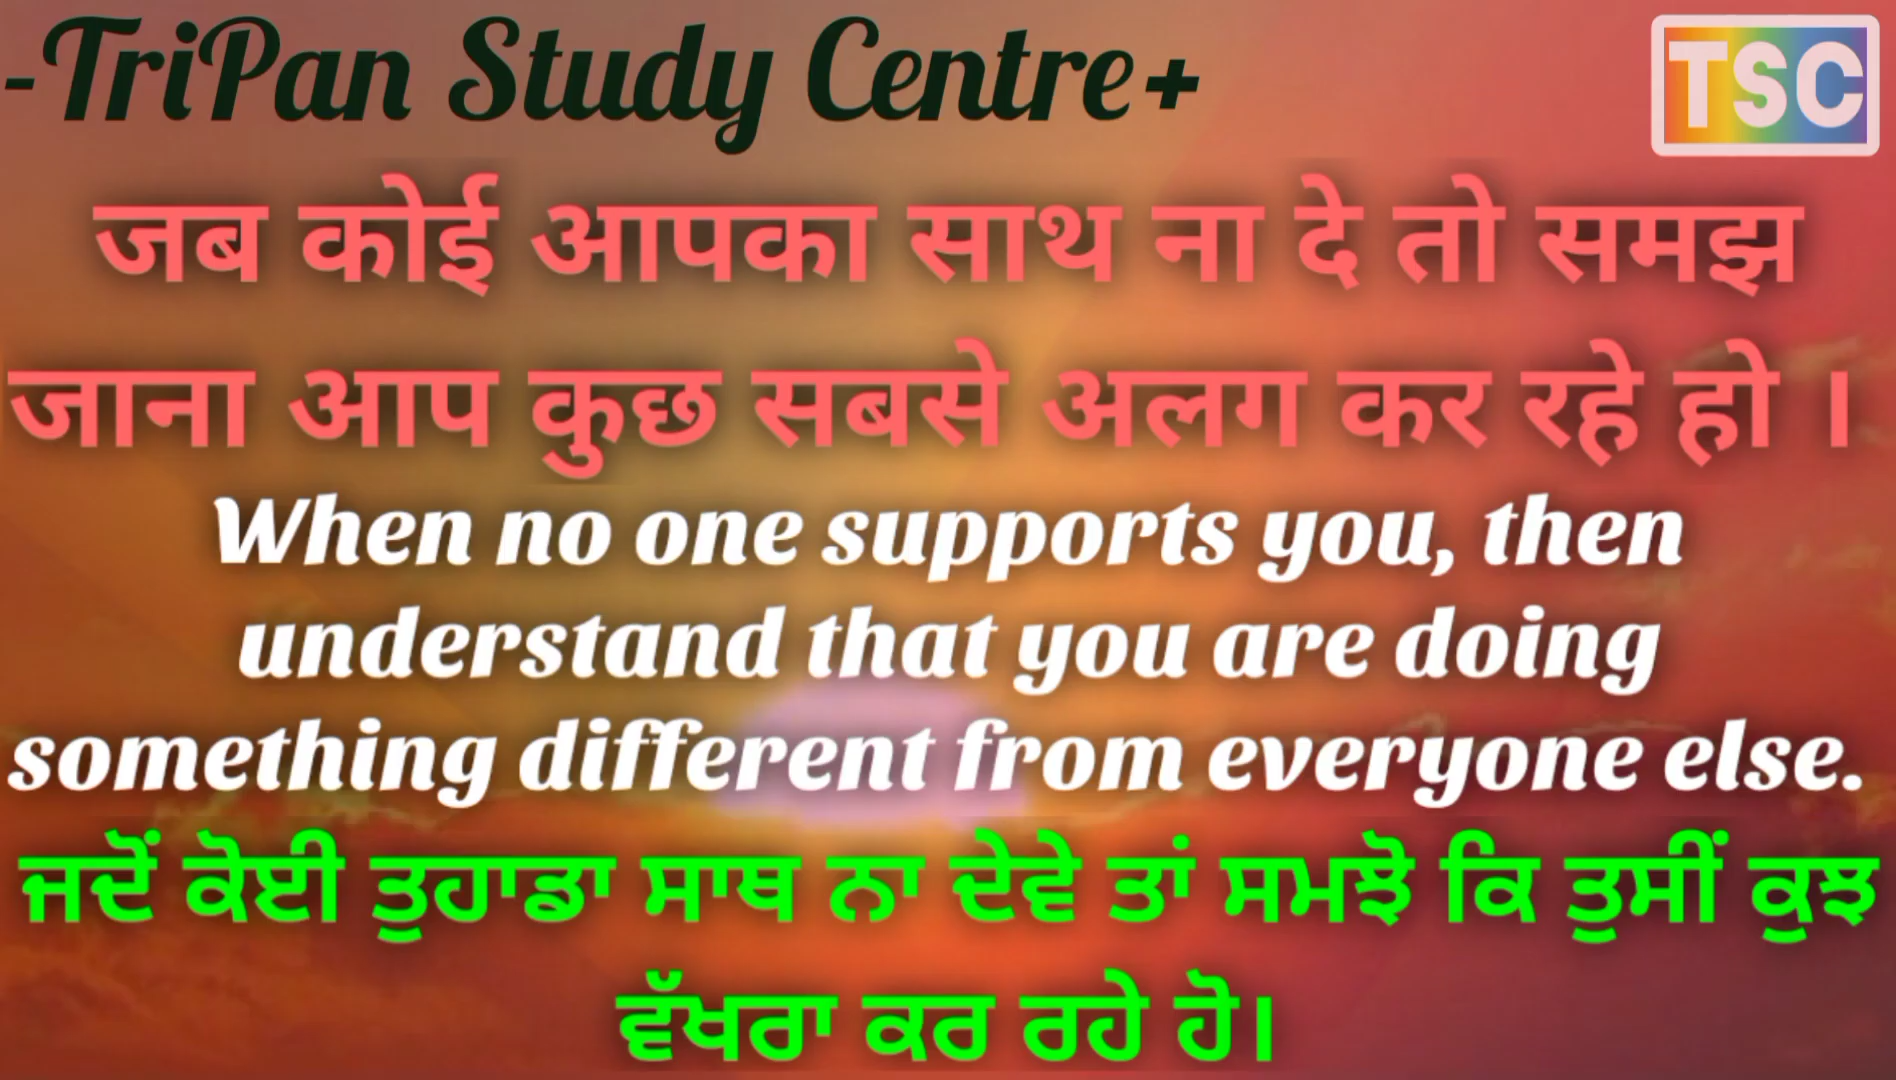 -TriPan Study Centre+
TSC
जब कोई आपका साथ ना दे तो समझ
जाना आप कुछ सबसे अलग कर रहे हो ।
When no one supports you, then
understand that you are doing
something different from everyone else.
ਜਦੋਂ ਕੋਈ ਤੁਹਾਡਾ ਸਾਥ ਨਾ ਦੇਵੇ ਤਾਂ ਸਮਝੋ ਕਿ ਤੁਸੀਂ ਕੁਝ
ਵੱਖਰਾ ਕਰ ਰਹੇ ਹੋ।